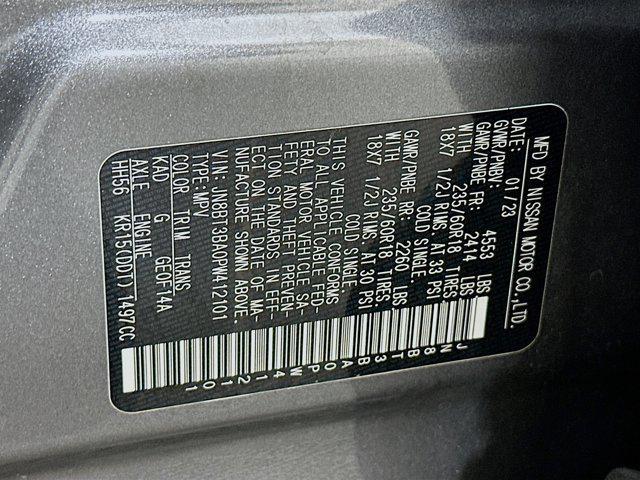 MFD BY NISSAN MOTOR CO.,LTD.
DATE: 01/23
GVWR/PNBV: 4553 LBS
GAWR/PNBE FR: 2414 LBS
WITH 235/60R18 TIRES
18X7 1/2J RIMS, AT 33 PSI
COLD SINGLE.
GAWR/PNBE RR: 2260 LBS
WITH 235/60R18 TIRES
18X7 1/2J RIMS, AT 30 PSI
COLD SINGLE.
THIS VEHICLE CONFORMS
TO ALL APPLICABLE FED-
ERAL MOTOR VEHICLE SA-
FETY AND THEFT PREVEN-
TION STANDARDS IN EFF-
ECT ON THE DATE OF MA-
NUFACTURE SHOWN ABOVE.
VIN: JN8BT3BA0PW412101
TYPE:MPV
COLOR TRIM TRANS
KAD G GE0F14A
AXLE ENGINE
HH56 KR15(DDT) 1497CC
JN8BT3BA0PW412101